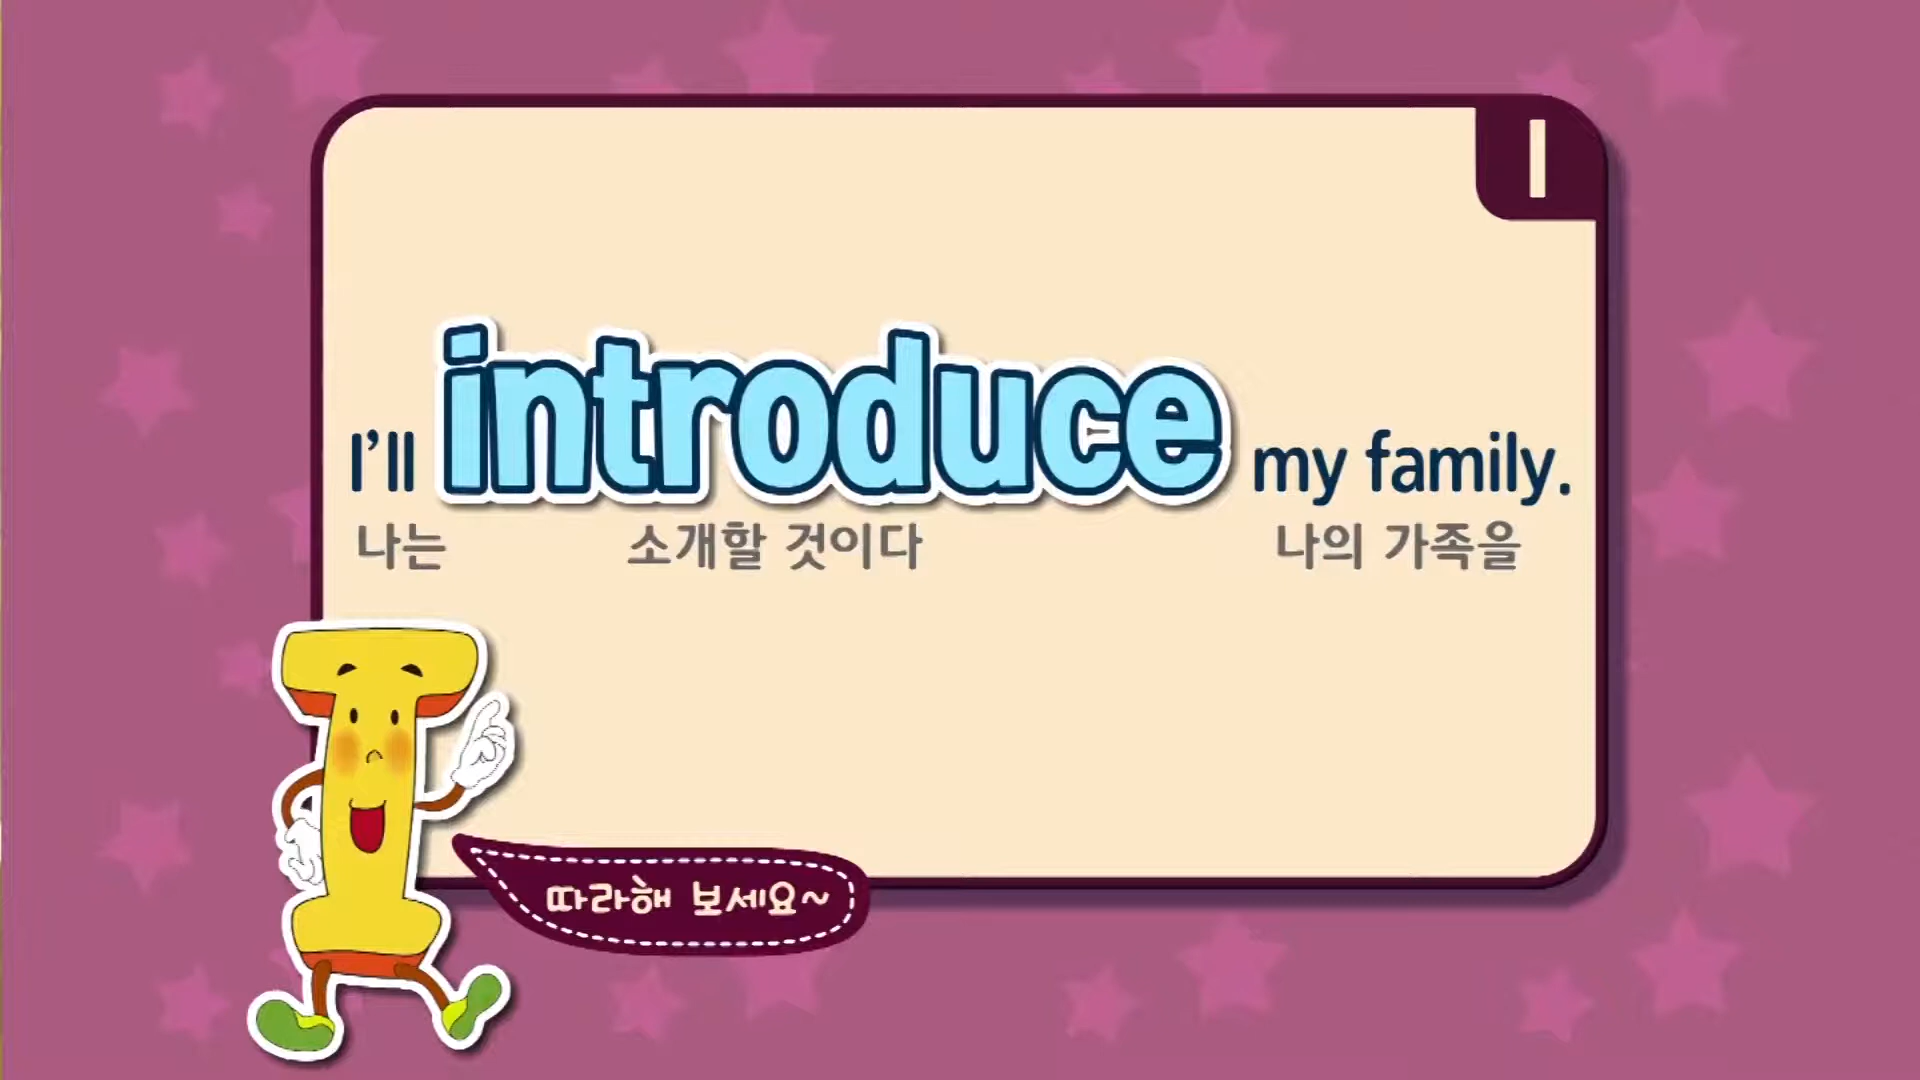 I
I'll introduce my family.
나는 소개할 것이다 나의 가족을
따라해 보세요~